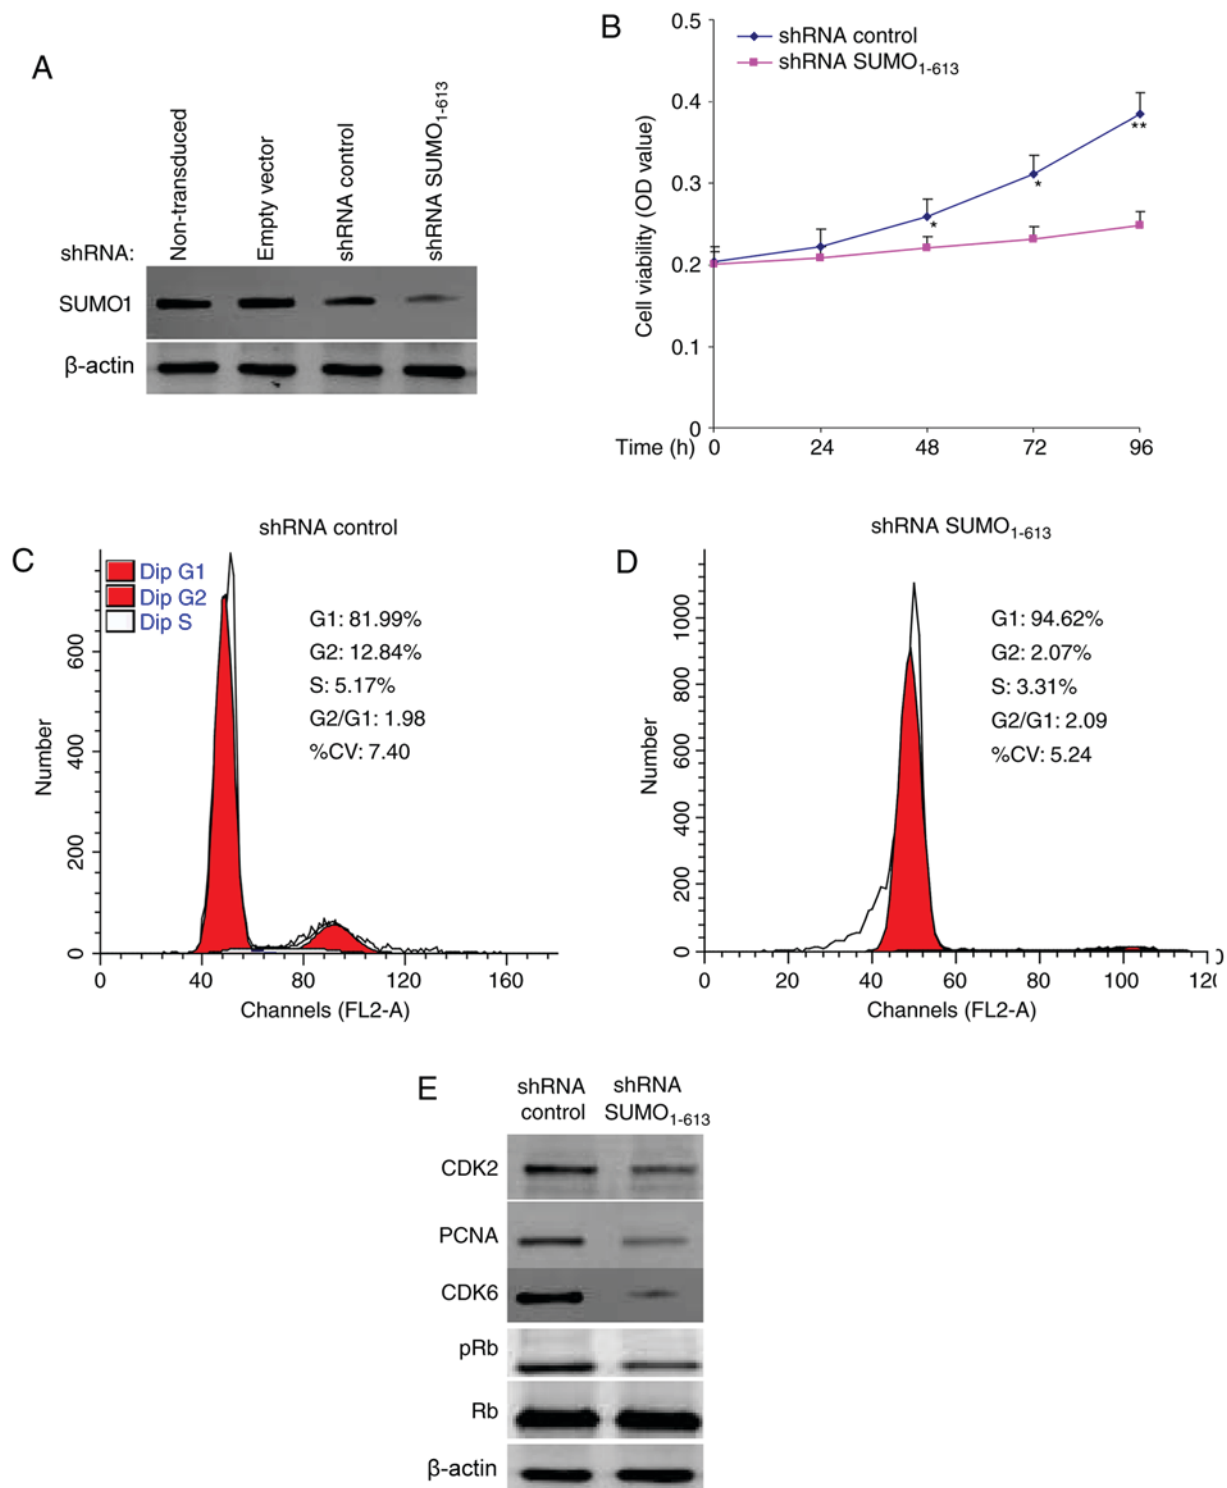 A
shRNA:
Non-transduced
Empty vector
shRNA control
shRNA SUMO1-613
SUMO1
β-actin
B
shRNA control
shRNA SUMO1-613
Cell viability (OD value)
0.5
0.4
0.3
0.2
0.1
0
*
*
**
Time (h)
0 24 48 72 96
C
shRNA control
Dip G1
Dip G2
Dip S
G1: 81.99%
G2: 12.84%
S: 5.17%
G2/G1: 1.98
%CV: 7.40
Number
600
400
200
0
0 40 80 120 160
Channels (FL2-A)
D
shRNA SUMO1-613
G1: 94.62%
G2: 2.07%
S: 3.31%
G2/G1: 2.09
%CV: 5.24
Number
1000
800
600
400
200
0
0 20 40 60 80 100
Channels (FL2-A)
E
shRNA
control
shRNA
SUMO1-613
CDK2
PCNA
CDK6
pRb
Rb
β-actin